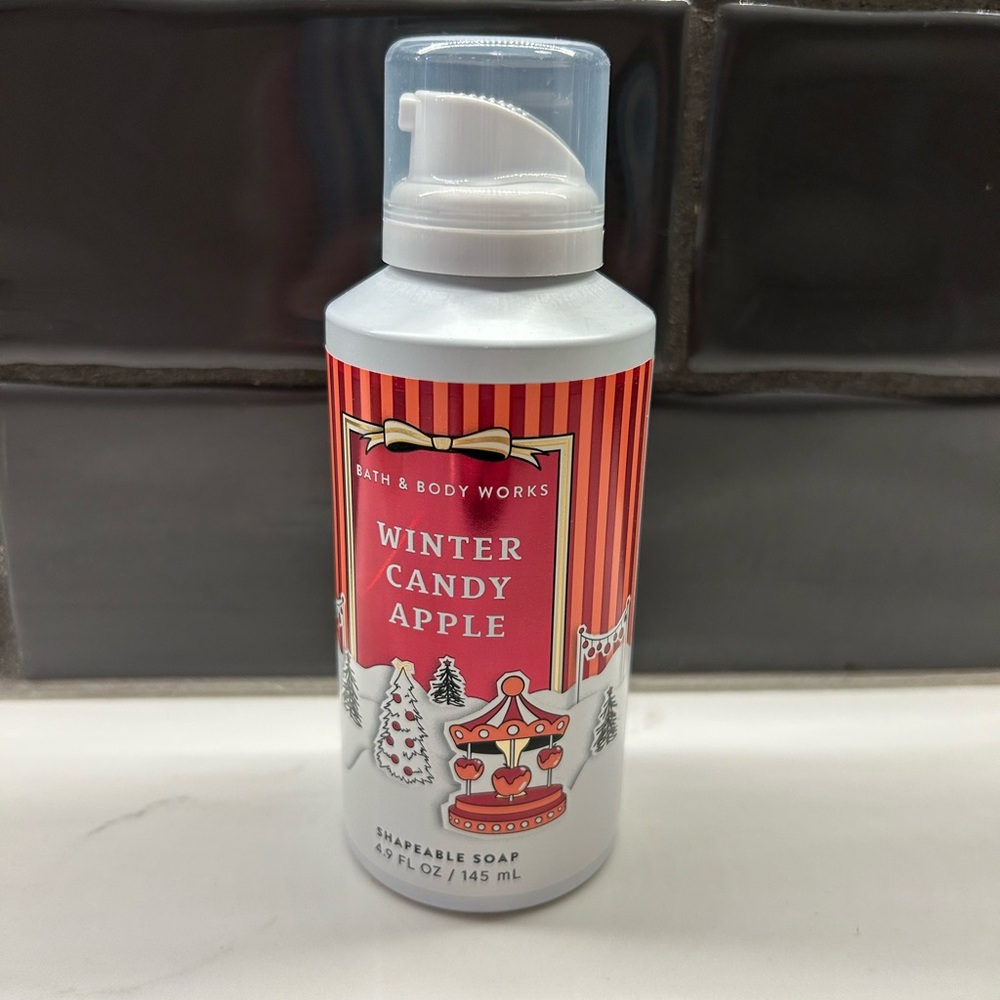 BATH & BODY WORKS
WINTER
CANDY
APPLE
SHAPEABLE SOAP
4.9 FL OZ / 145 mL